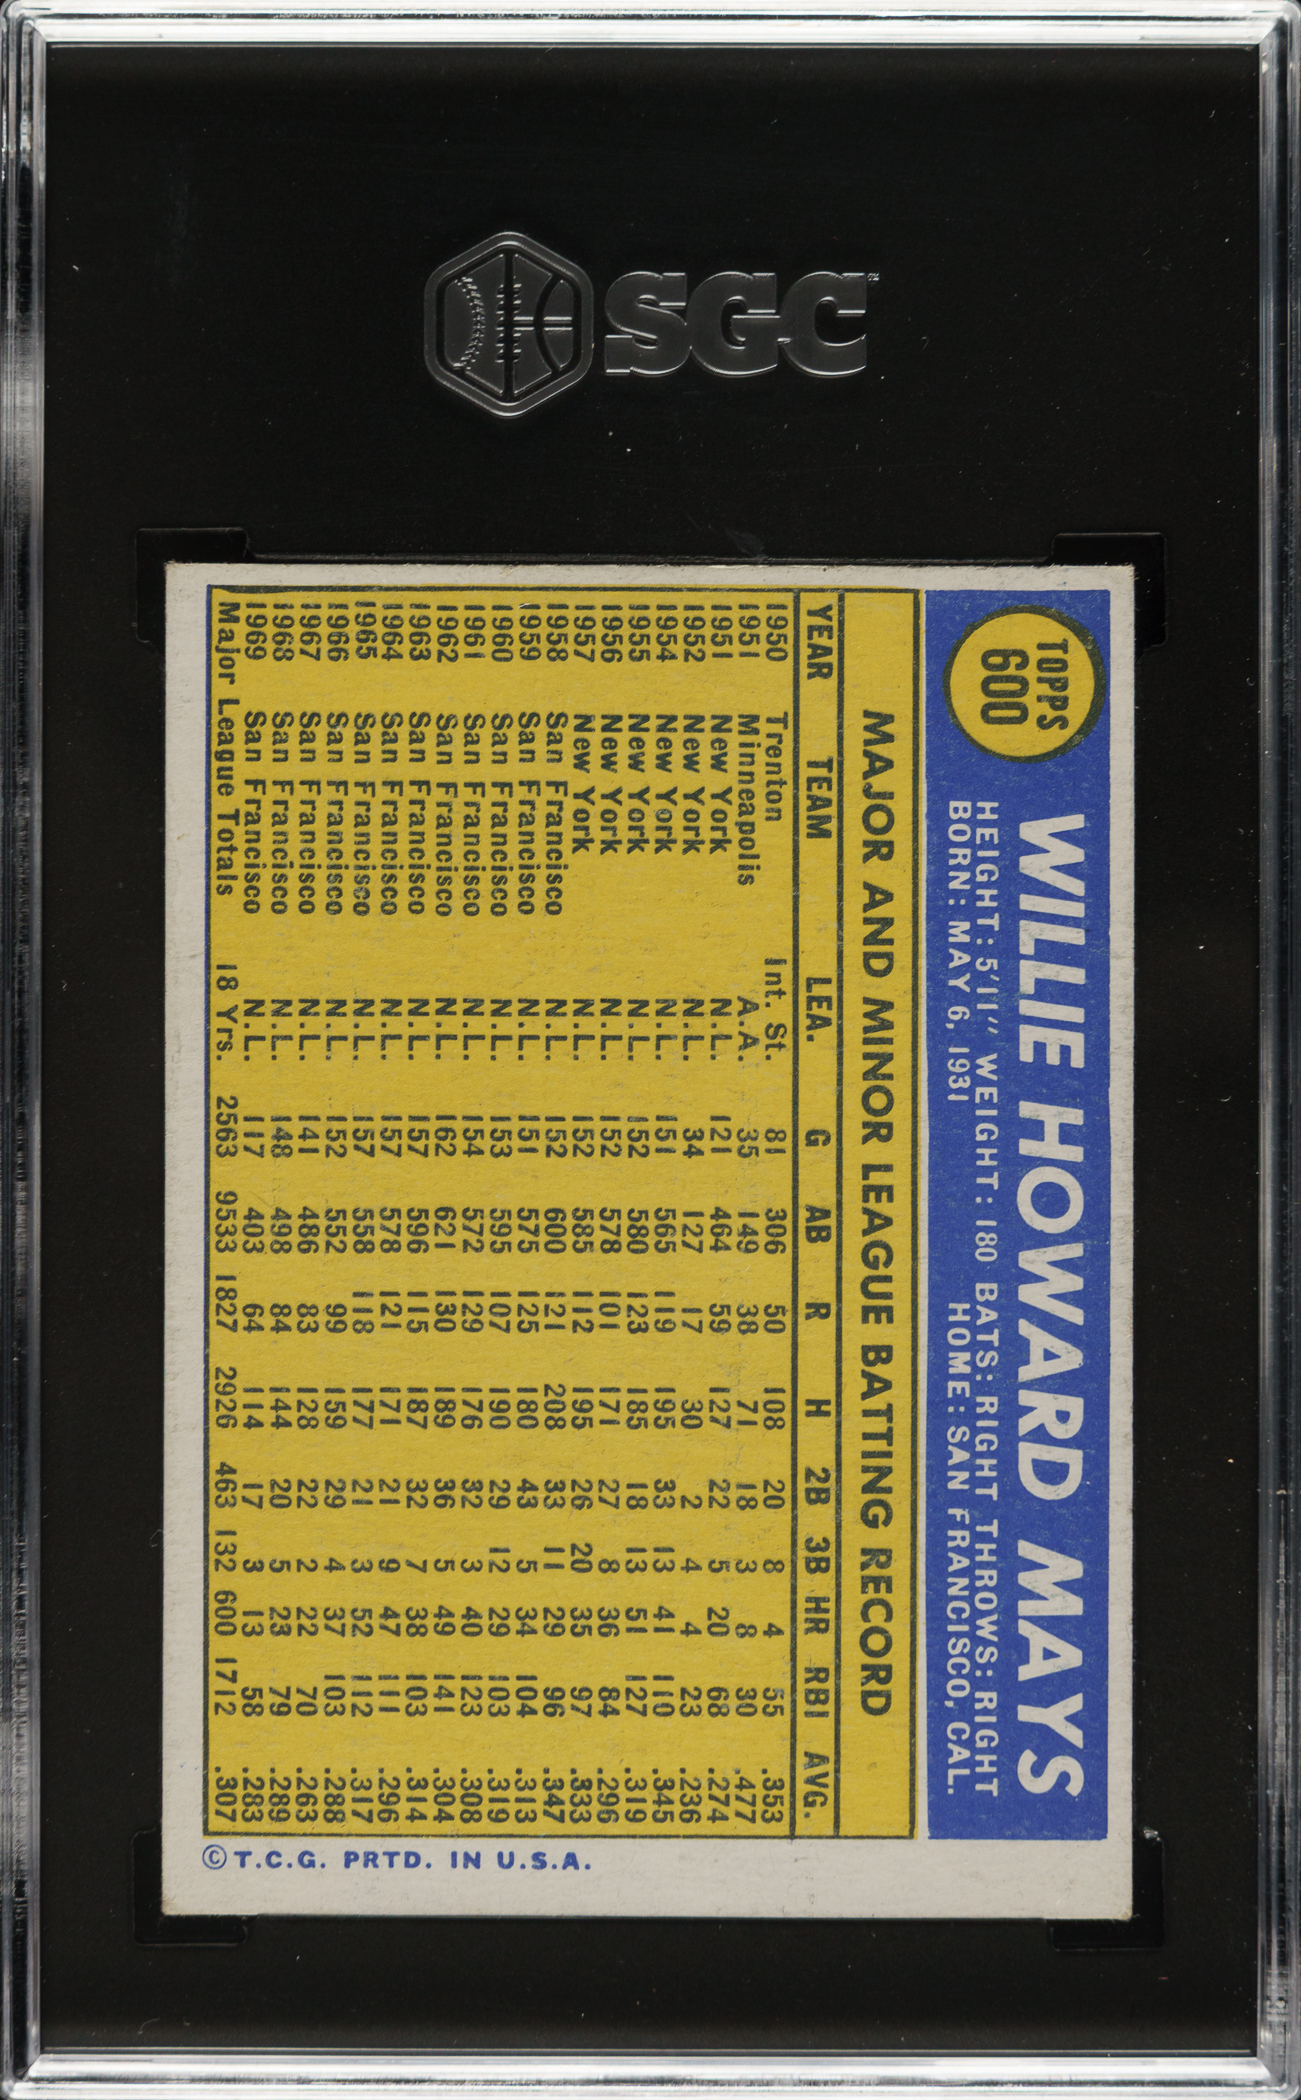 SGC
TOPPS
600
WILLIE HOWARD MAYS
HEIGHT: 5'11" WEIGHT: 180 BATS: RIGHT THROWS: RIGHT
BORN: MAY 6, 1931 HOME: SAN FRANCISCO, CAL.
MAJOR AND MINOR LEAGUE BATTING RECORD
YEAR TEAM LEA. G AB R H 2B 3B HR RBI AVG.
1950 Trenton Int. St. 81 306 50 108 20 8 4 55 .353
1951 Minneapolis A.A. 35 149 38 71 18 3 8 30 .477
1951 New York N.L. 121 464 59 127 22 5 20 68 .274
1952 New York N.L. 34 127 17 30 2 4 4 23 .236
1954 New York N.L. 151 565 119 195 33 13 41 110 .345
1955 New York N.L. 152 580 123 185 18 13 51 127 .319
1956 New York N.L. 152 578 101 171 27 8 36 84 .296
1957 New York N.L. 152 585 112 195 26 20 35 97 .333
1958 San Francisco N.L. 152 600 121 208 33 11 29 96 .347
1959 San Francisco N.L. 151 575 125 180 43 5 34 104 .313
1960 San Francisco N.L. 153 595 107 190 29 12 29 103 .319
1961 San Francisco N.L. 154 572 129 176 32 3 40 123 .308
1962 San Francisco N.L. 162 621 130 189 36 5 49 141 .304
1963 San Francisco N.L. 157 596 115 187 32 7 38 103 .314
1964 San Francisco N.L. 157 578 121 171 21 9 47 111 .296
1965 San Francisco N.L. 157 558 118 177 21 3 52 112 .317
1966 San Francisco N.L. 152 552 99 159 29 4 37 103 .288
1967 San Francisco N.L. 141 486 83 128 22 2 22 70 .263
1968 San Francisco N.L. 148 498 84 144 20 5 23 79 .289
1969 San Francisco N.L. 117 403 64 114 17 3 13 58 .283
Major League Totals 18 Yrs. 2563 9533 1827 2926 463 132 600 1712 .307
© T.C.G. PRTD. IN U.S.A.